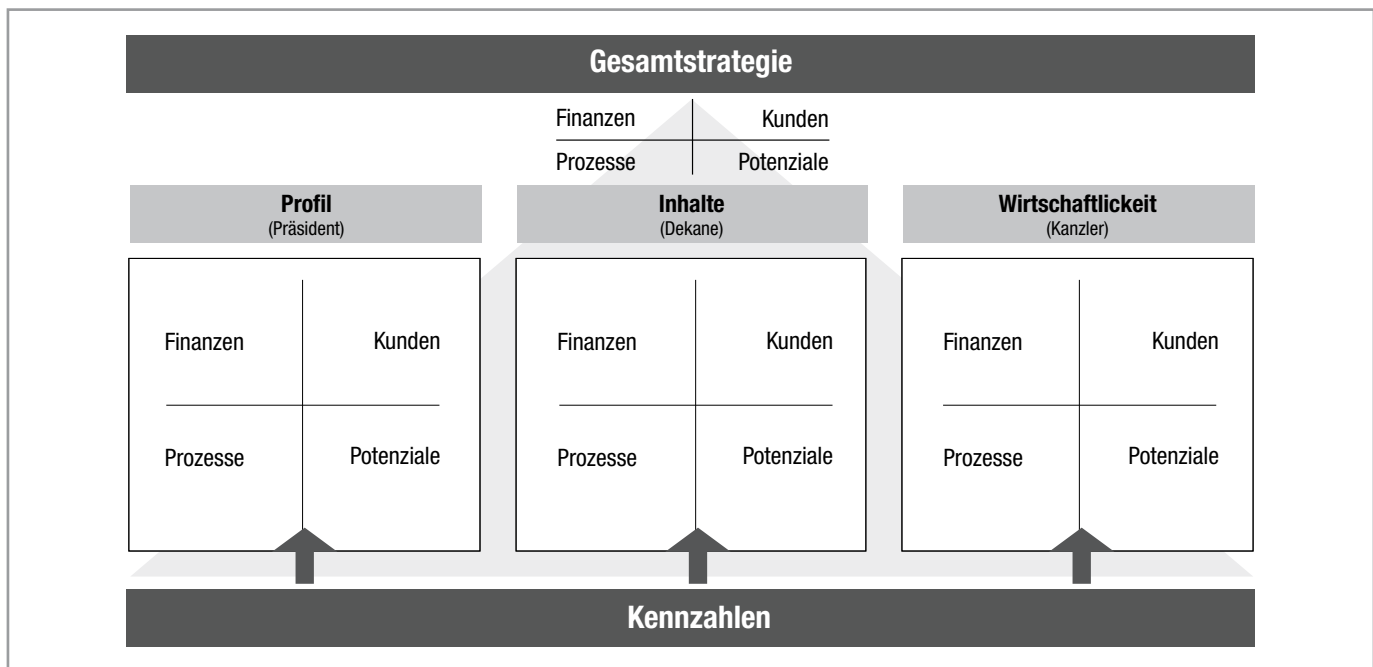 Gesamtstrategie
Finanzen Kunden
Prozesse Potenziale
Profil
(Präsident)
Inhalte
(Dekane)
Wirtschaftlickeit
(Kanzler)
Finanzen Kunden
Prozesse Potenziale
Finanzen Kunden
Prozesse Potenziale
Finanzen Kunden
Prozesse Potenziale
Kennzahlen